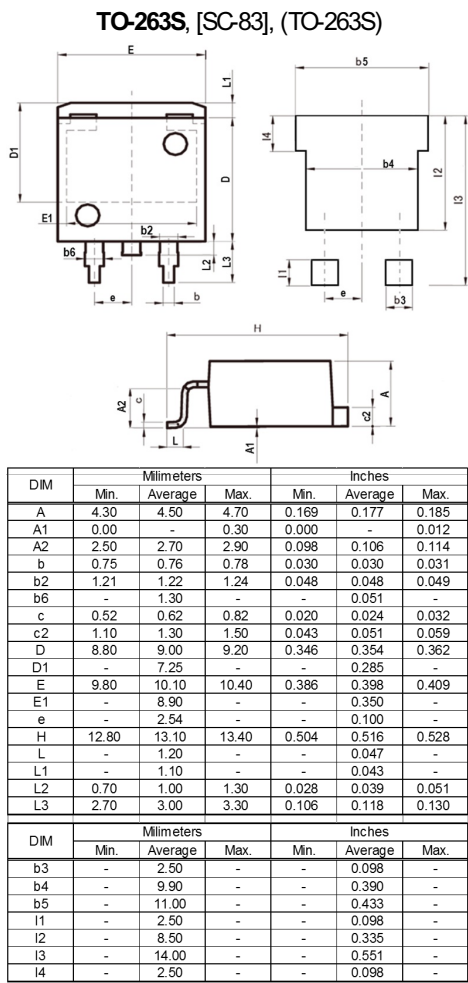 TO-263S, [SC-83], (TO-263S)
E
L1
b5
D1
D
l4
b4
l2
l3
E1
b2
b6
L2
L3
l1
e
b
e
b3
H
A2
c
A
c2
L
A1
DIM Milimeters Inches
Min. Average Max. Min. Average Max.
A 4.30 4.50 4.70 0.169 0.177 0.185
A1 0.00 - 0.30 0.000 - 0.012
A2 2.50 2.70 2.90 0.098 0.106 0.114
b 0.75 0.76 0.78 0.030 0.030 0.031
b2 1.21 1.22 1.24 0.048 0.048 0.049
b6 - 1.30 - - 0.051 -
c 0.52 0.62 0.82 0.020 0.024 0.032
c2 1.10 1.30 1.50 0.043 0.051 0.059
D 8.80 9.00 9.20 0.346 0.354 0.362
D1 - 7.25 - - 0.285 -
E 9.80 10.10 10.40 0.386 0.398 0.409
E1 - 8.90 - - 0.350 -
e - 2.54 - - 0.100 -
H 12.80 13.10 13.40 0.504 0.516 0.528
L - 1.20 - - 0.047 -
L1 - 1.10 - - 0.043 -
L2 0.70 1.00 1.30 0.028 0.039 0.051
L3 2.70 3.00 3.30 0.106 0.118 0.130
DIM Milimeters Inches
Min. Average Max. Min. Average Max.
b3 - 2.50 - - 0.098 -
b4 - 9.90 - - 0.390 -
b5 - 11.00 - - 0.433 -
l1 - 2.50 - - 0.098 -
l2 - 8.50 - - 0.335 -
l3 - 14.00 - - 0.551 -
l4 - 2.50 - - 0.098 -